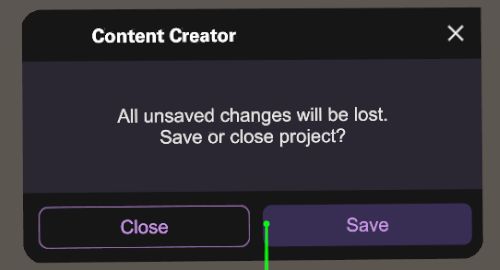 Content Creator
All unsaved changes will be lost.
Save or close project?
Close
Save